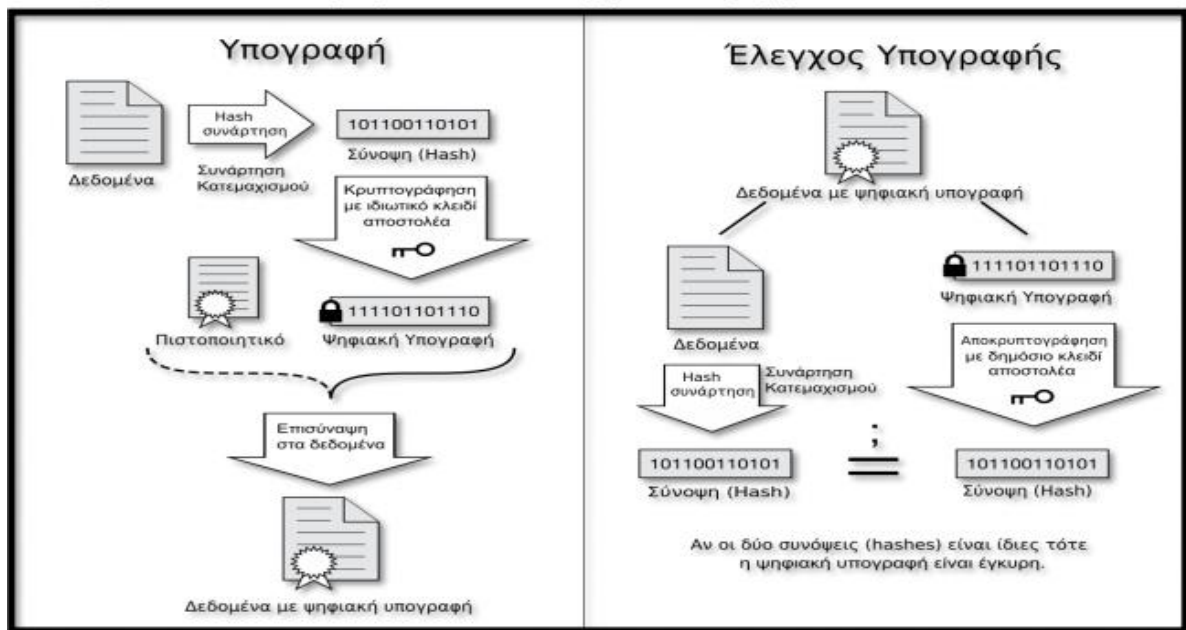 Υπογραφή
Δεδομένα
Hash
συνάρτηση
Συνάρτηση
Κατεμαχισμού
101100110101
Σύνοψη (Hash)
Κρυπτογράφηση
με ιδιωτικό κλειδί
αποστολέα
Πιστοποιητικό
111101101110
Ψηφιακή Υπογραφή
Επισύναψη
στα δεδομένα
Δεδομένα με ψηφιακή υπογραφή
Έλεγχος Υπογραφής
Δεδομένα με ψηφιακή υπογραφή
Δεδομένα
Hash
συνάρτηση
Συνάρτηση
Κατεμαχισμού
101100110101
Σύνοψη (Hash)
111101101110
Ψηφιακή Υπογραφή
Αποκρυπτογράφηση
με δημόσιο κλειδί
αποστολέα
;
=
101100110101
Σύνοψη (Hash)
Αν οι δύο συνόψεις (hashes) είναι ίδιες τότε
η ψηφιακή υπογραφή είναι έγκυρη.